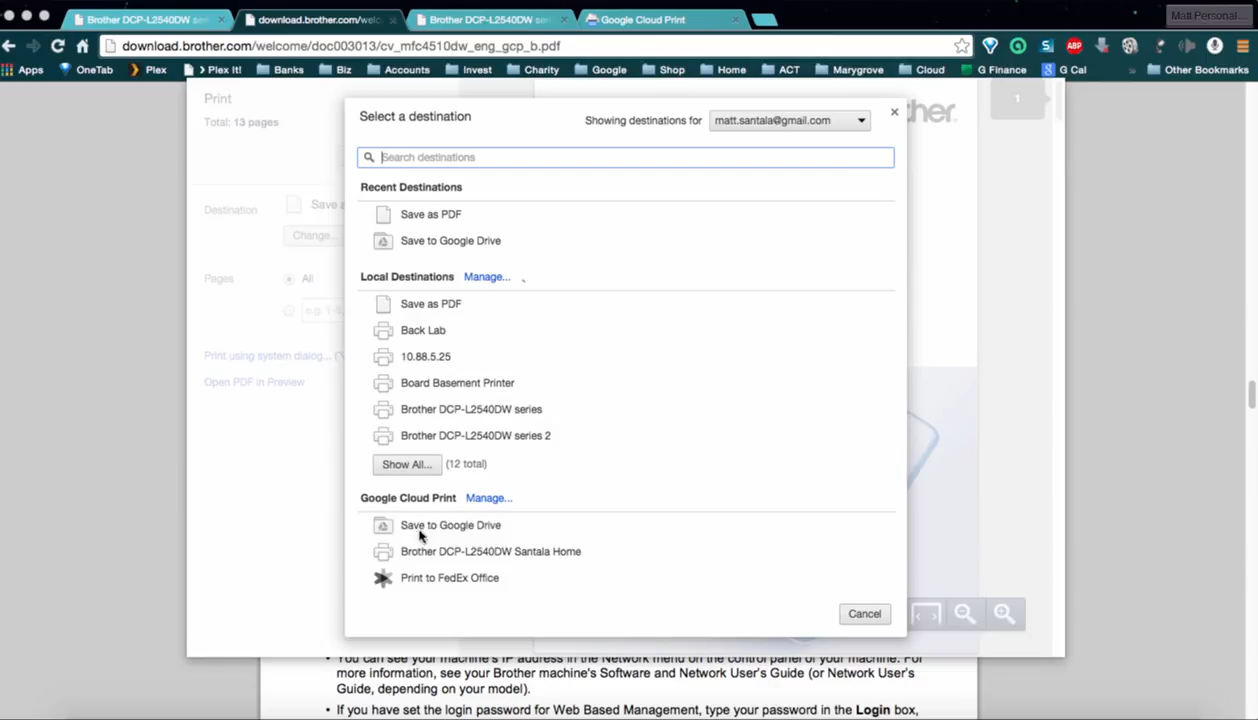 Brother DCP-L2540DW seri
download.brother.com/welc
Brother DCP-L2540DW seri
Google Cloud Print
Matt Personal...
download.brother.com/welcome/doc003013/cv_mfc4510dw_eng_gcp_b.pdf
Apps
OneTab
Plex
> Plex It!
Banks
Biz
Accounts
Invest
Charity
Google
Shop
Home
ACT
Marygrove
Cloud
G Finance
G Cal
»
Other Bookmarks
Print
Total: 13 pages
Destination
Save a
Change...
Pages
All
e.g. 1-5,
Print using system dialog...
Open PDF in Preview
1
Select a destination
Showing destinations for
matt.santala@gmail.com
Search destinations
Recent Destinations
Save as PDF
Save to Google Drive
Local Destinations Manage...
Save as PDF
Back Lab
10.88.5.25
Board Basement Printer
Brother DCP-L2540DW series
Brother DCP-L2540DW series 2
Show All... (12 total)
Google Cloud Print Manage...
Save to Google Drive
Brother DCP-L2540DW Santala Home
Print to FedEx Office
Cancel
• You can see your machine's IP address in the Network menu on the control panel of your machine. For
more information, see your Brother machine's Software and Network User's Guide (or Network User's
Guide, depending on your model).
• If you have set the login password for Web Based Management, type your password in the Login box,